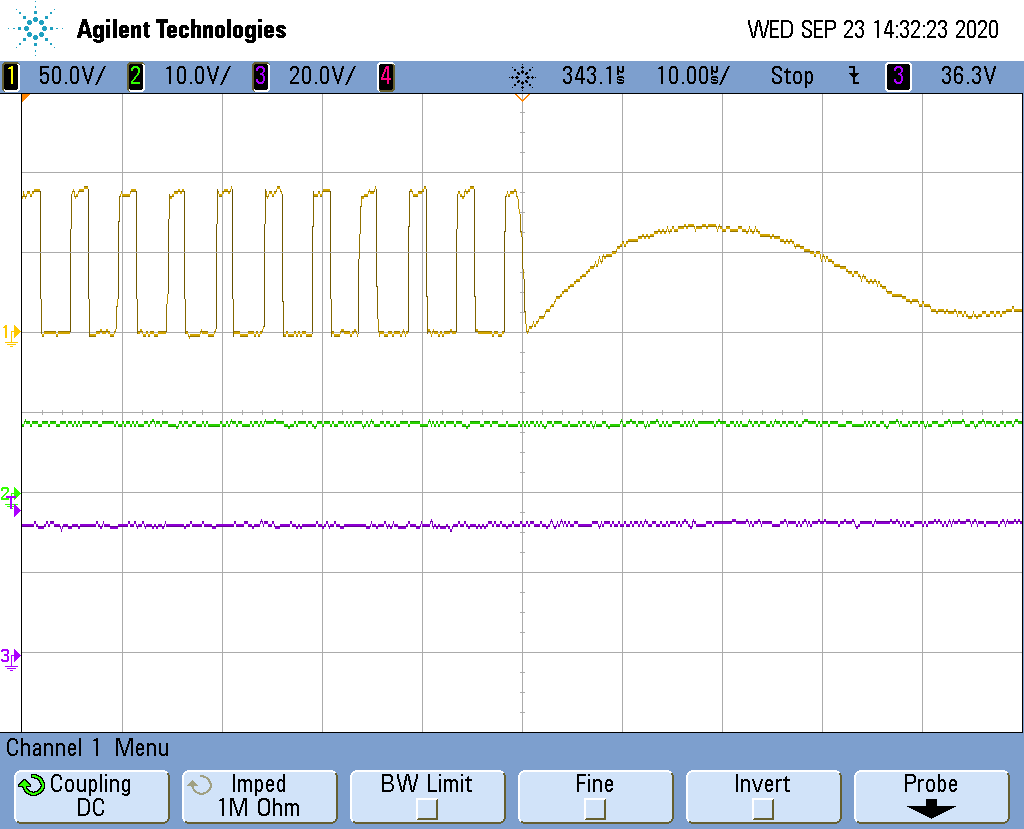 Agilent Technologies WED SEP 23 14:32:23 2020
1 50.0V/ 2 10.0V/ 3 20.0V/ 4 343.1µs 10.00µs/ Stop 3 36.3V
1
2
T
3
Channel 1 Menu
Coupling Imped BW Limit Fine Invert Probe
DC 1M Ohm